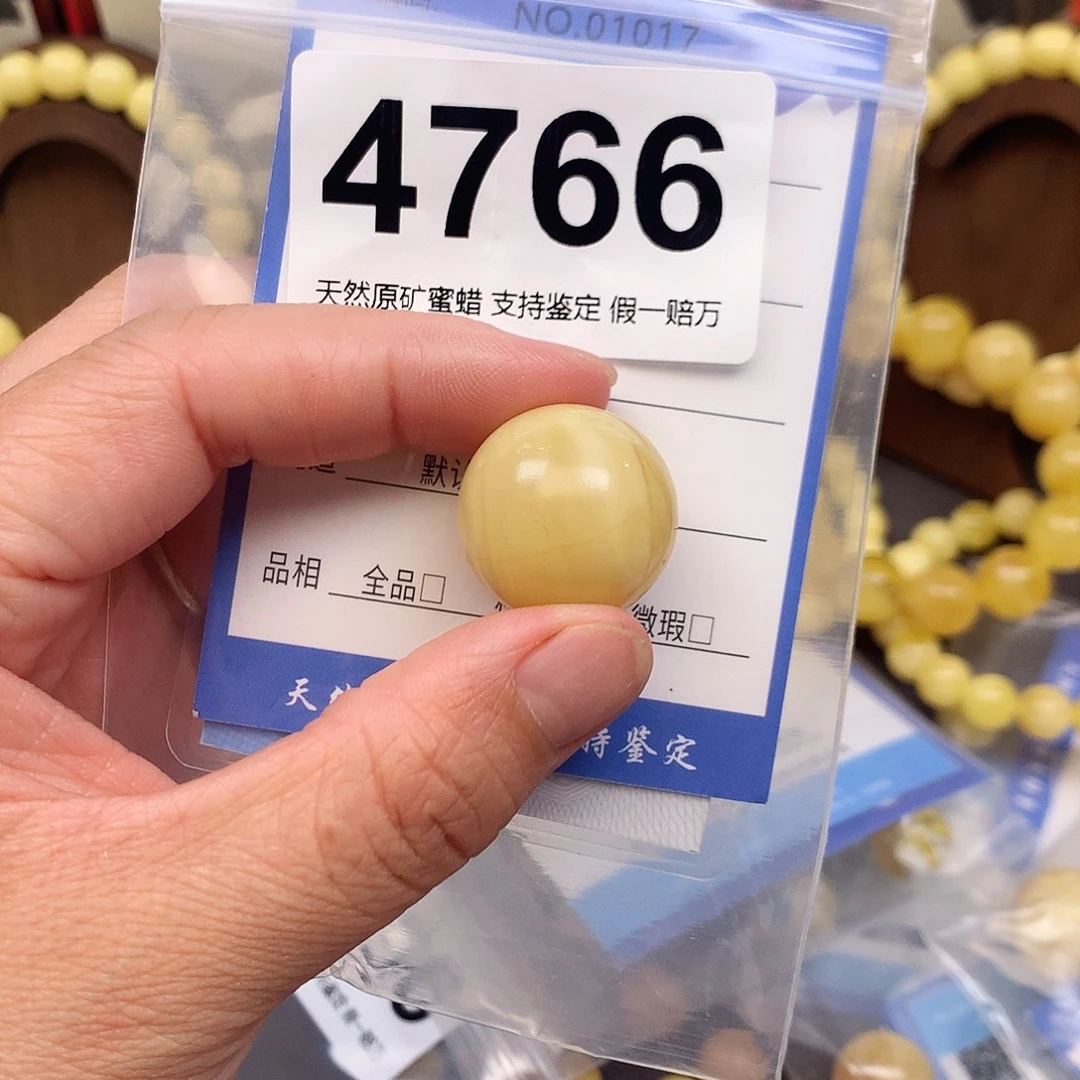 NO.01017
4766
天然原矿蜜蜡 支持鉴定 假一赔万
默认
品相 全品□ 微瑕□
天然
持鉴定